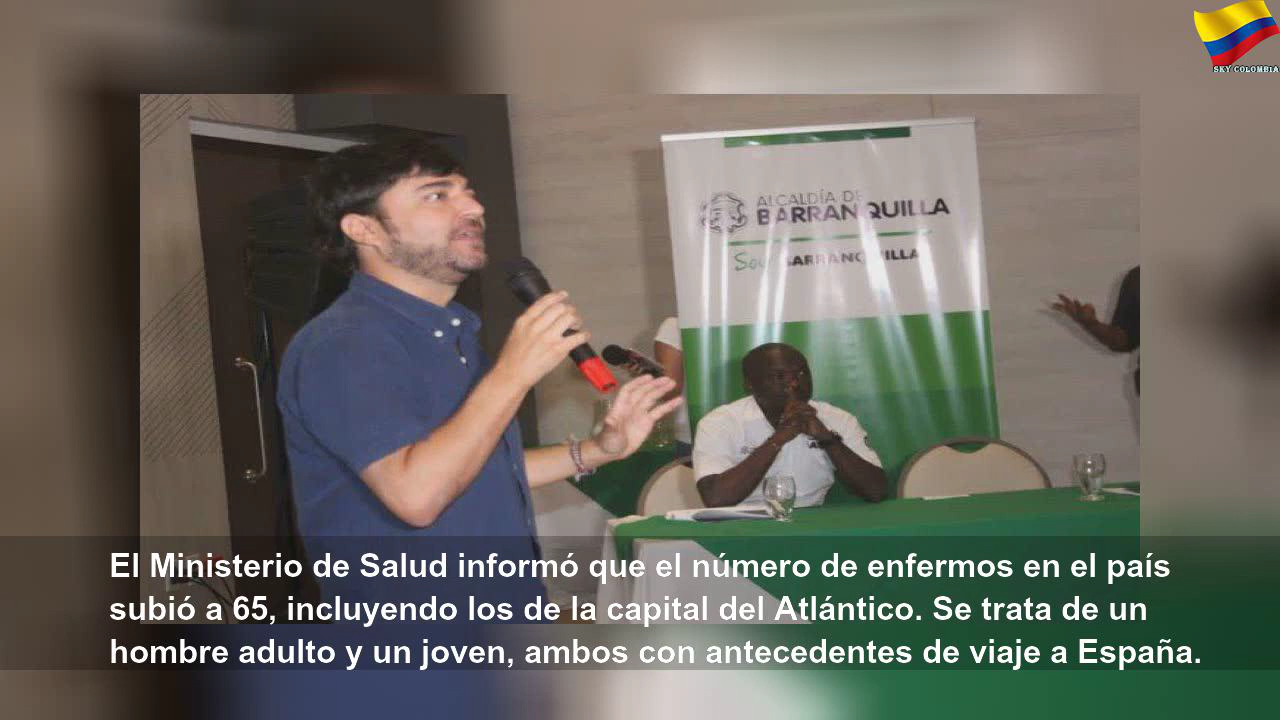 SKY COLOMBIA
ALCALDÍA DE
BARRANQUILLA
Soy BARRANQUILLA
El Ministerio de Salud informó que el número de enfermos en el país
subió a 65, incluyendo los de la capital del Atlántico. Se trata de un
hombre adulto y un joven, ambos con antecedentes de viaje a España.